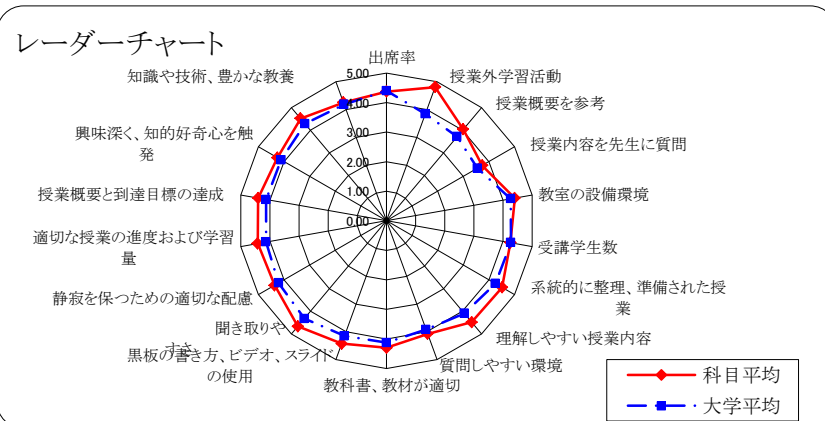 レーダーチャート
出席率
授業外学習活動
授業概要を参考
授業内容を先生に質問
教室の設備環境
受講学生数
系統的に整理、準備された授
業
理解しやすい授業内容
質問しやすい環境
教科書、教材が適切
黒板の書き方、ビデオ、スライド
の使用
聞き取りや
すさ
静寂を保つための適切な配慮
適切な授業の進度および学習
量
授業概要と到達目標の達成
興味深く、知的好奇心を触
発
知識や技術、豊かな教養
5.00
4.00
3.00
2.00
1.00
0.00
科目平均
大学平均